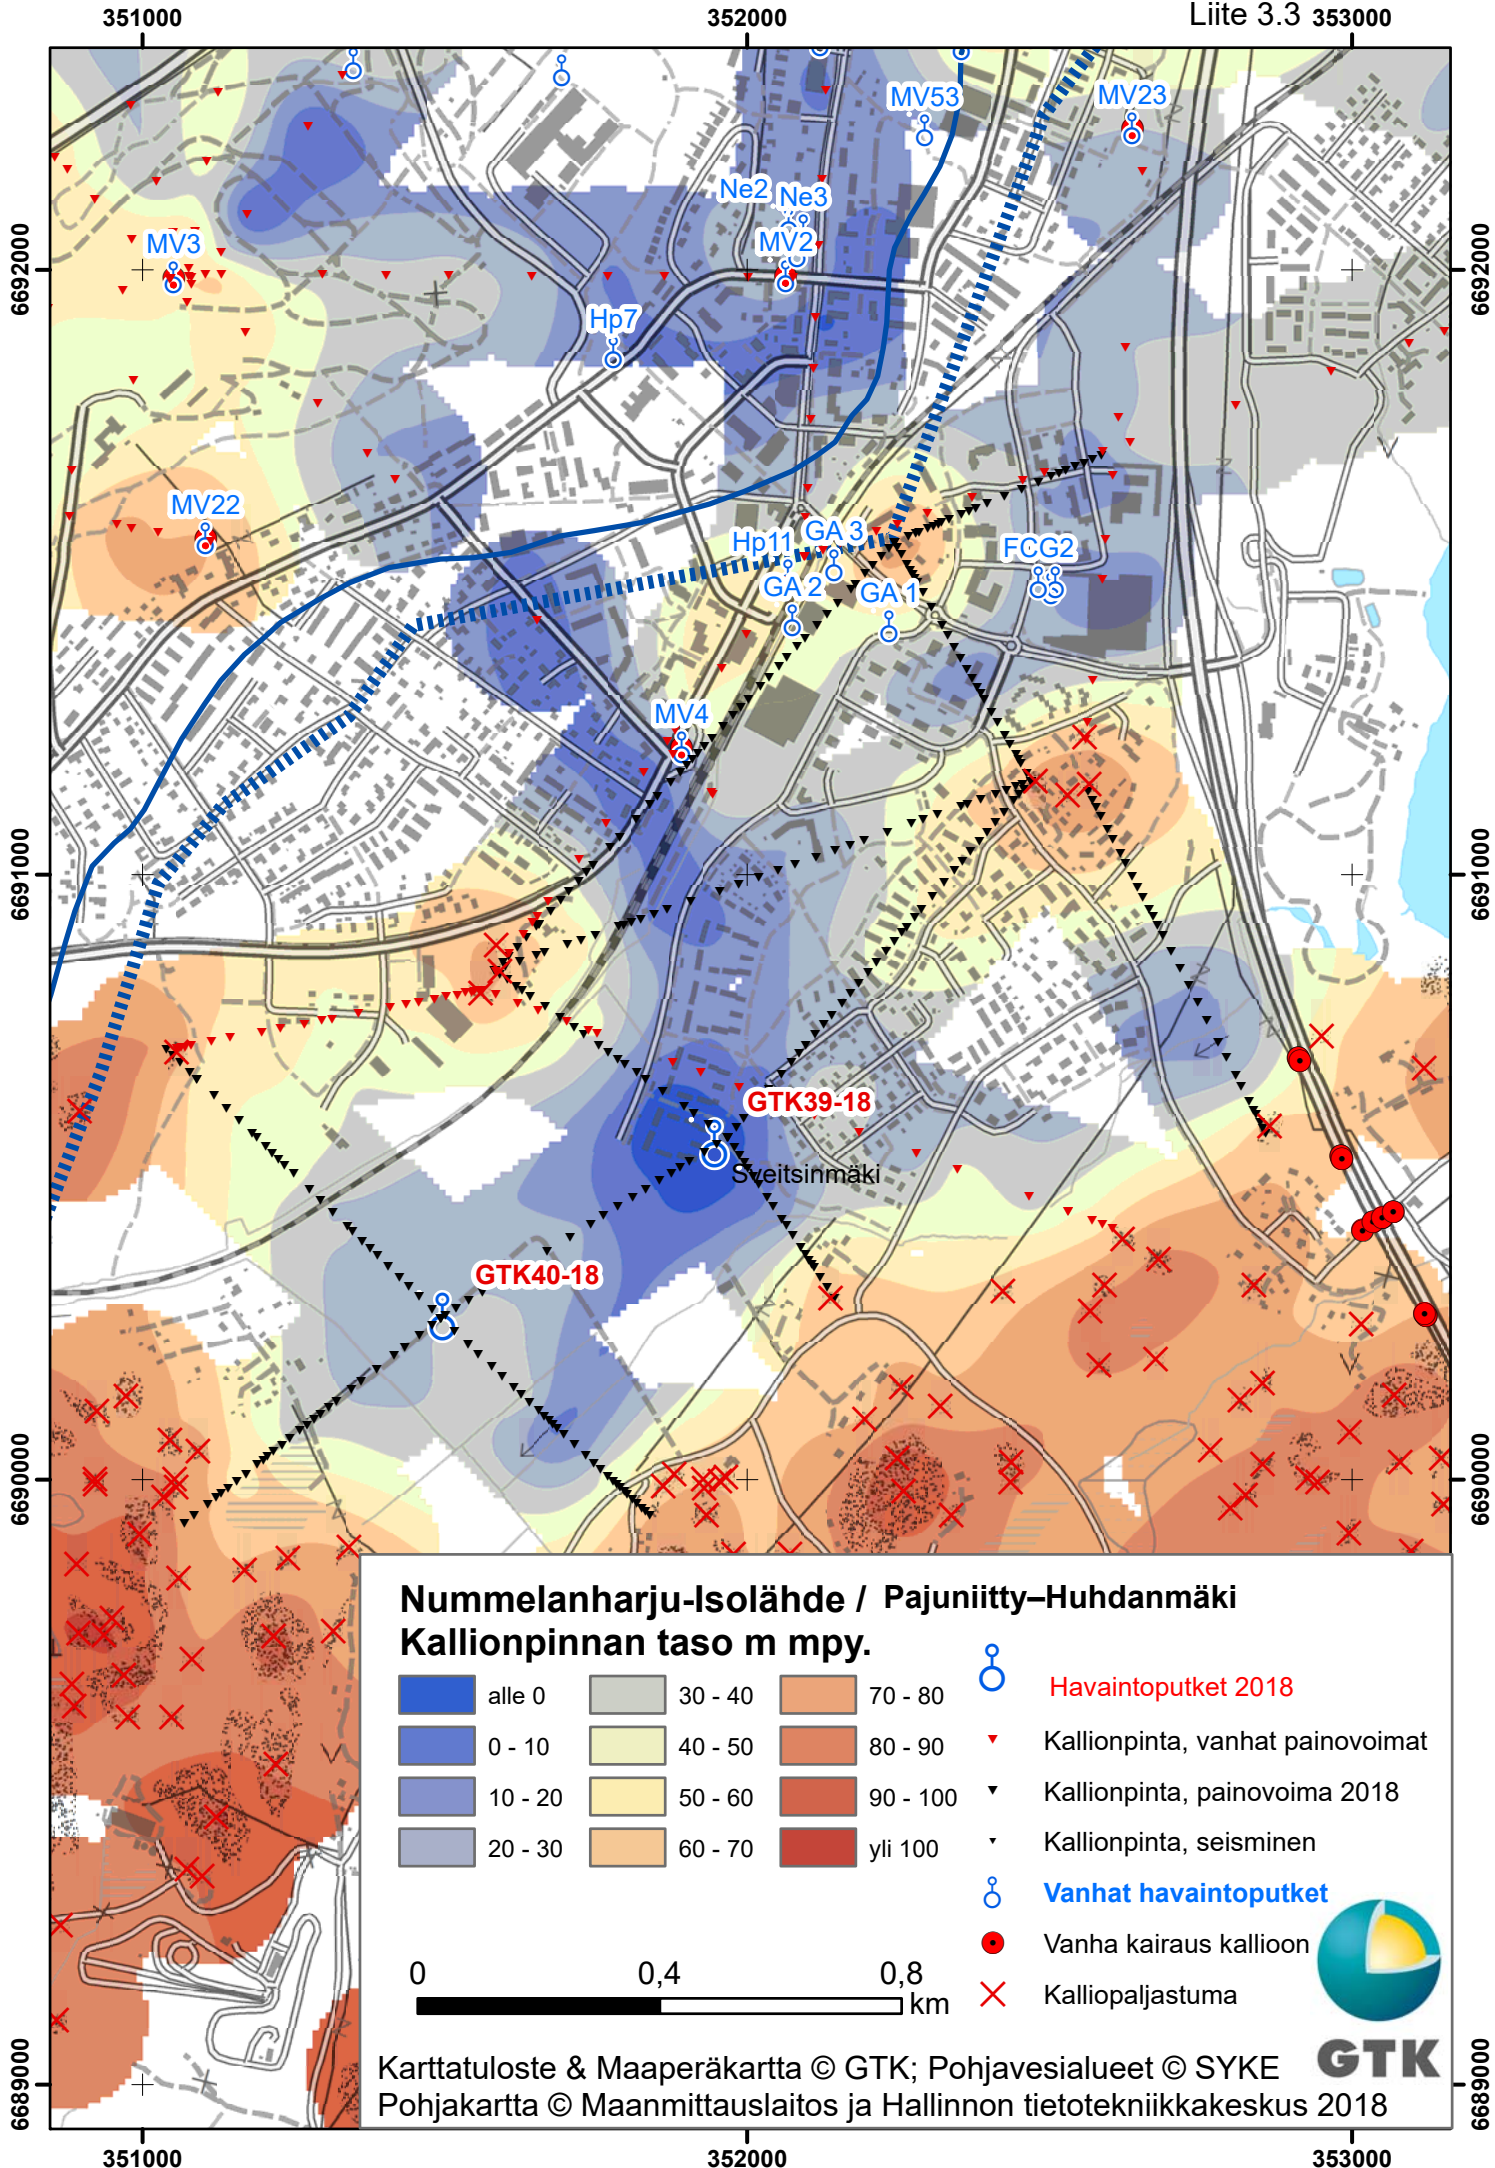 Liite 3.3
351000
352000
353000
MV53
MV23
Ne2
Ne3
6692000
6692000
MV3
MV2
Hp7
MV22
Hp11
GA 3
FCG2
GA 2
GA 1
MV4
6691000
6691000
GTK39-18
Sveitsinmäki
GTK40-18
6690000
6690000
Nummelanharju-Isolähde / Pajuniitty–Huhdanmäki
Kallionpinnan taso m mpy.
alle 0
30 - 40
70 - 80
Havaintoputket 2018
0 - 10
40 - 50
80 - 90
Kallionpinta, vanhat painovoimat
10 - 20
50 - 60
90 - 100
Kallionpinta, painovoima 2018
20 - 30
60 - 70
yli 100
Kallionpinta, seisminen
Vanhat havaintoputket
Vanha kairaus kallioon
Kalliopaljastuma
0
0,4
0,8
km
GTK
Karttatuloste & Maaperäkartta © GTK; Pohjavesialueet © SYKE
Pohjakartta © Maanmittauslaitos ja Hallinnon tietotekniikkakeskus 2018
6689000
6689000
351000
352000
353000